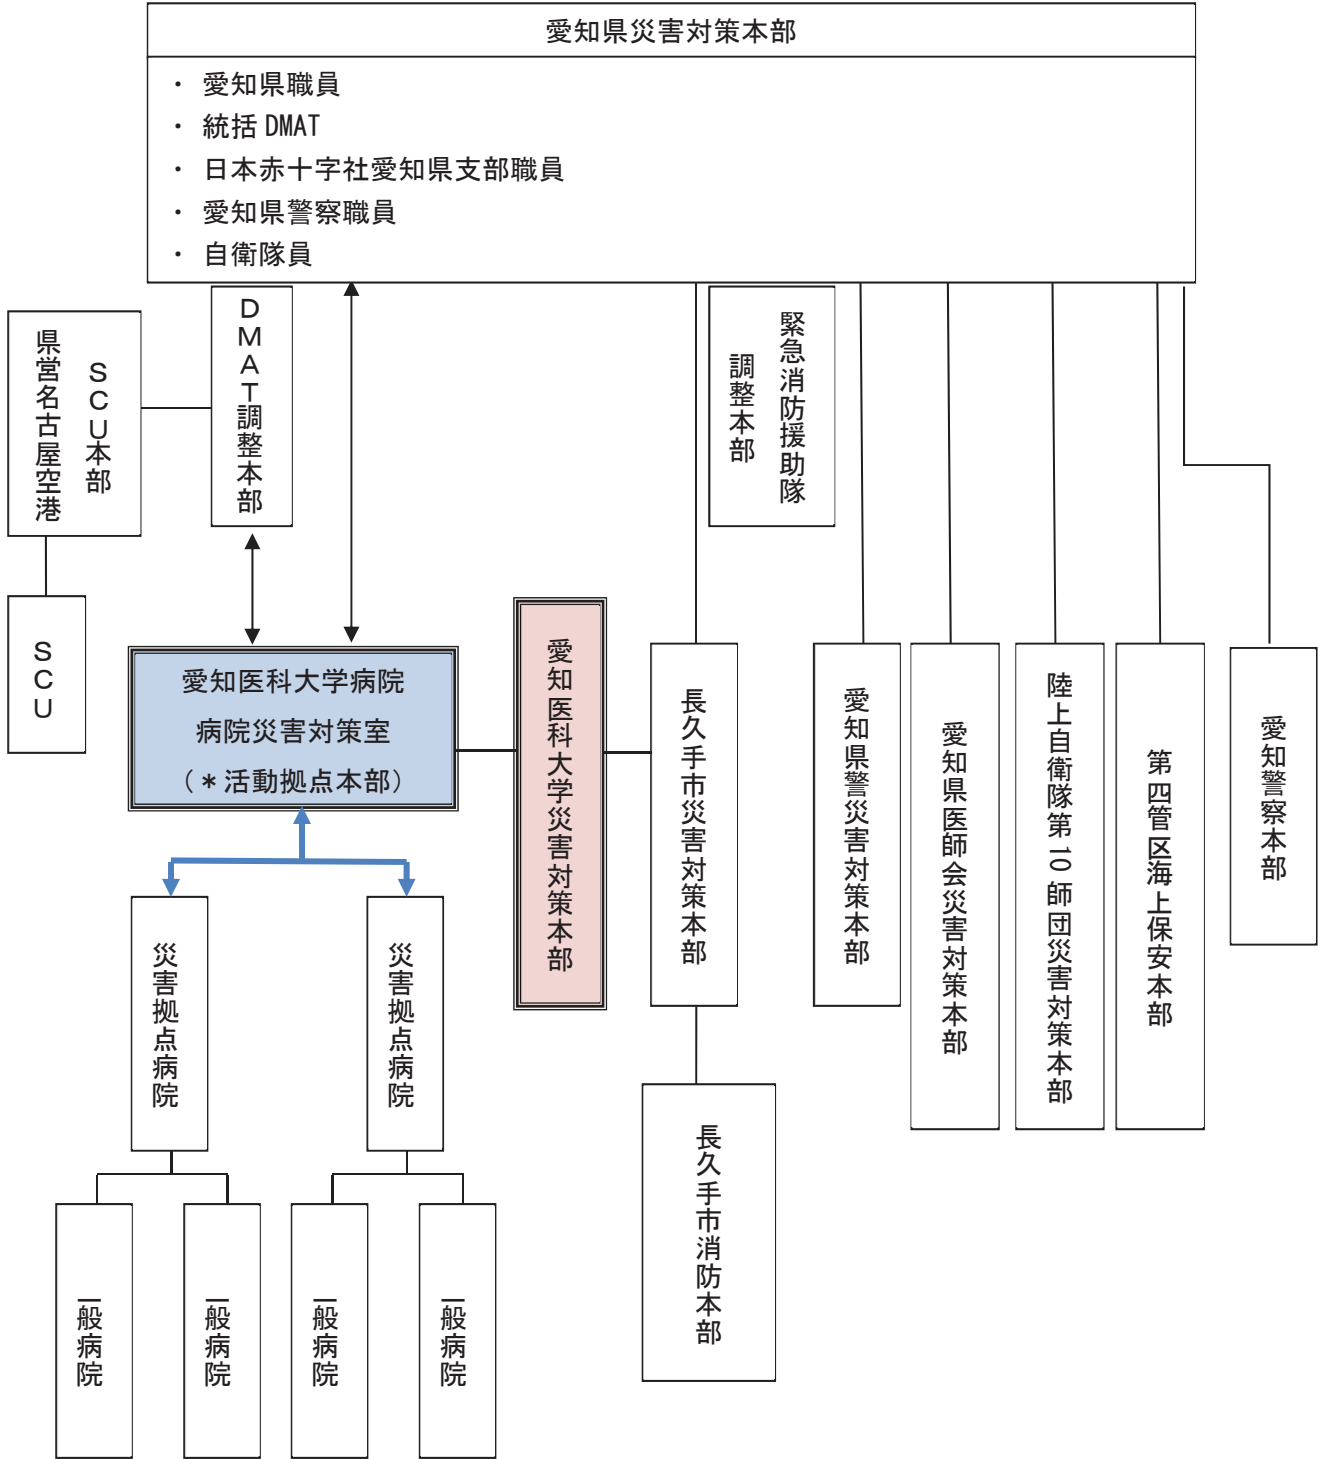 愛知県災害対策本部
・ 愛知県職員
・ 統括 DMAT
・ 日本赤十字社愛知県支部職員
・ 愛知県警察職員
・ 自衛隊員
県営名古屋空港
ＳＣＵ本部
ＤＭＡＴ調整本部
緊急消防援助隊
調整本部
ＳＣＵ
愛知医科大学病院
病院災害対策室
（＊活動拠点本部）
愛知医科大学災害対策本部
長久手市災害対策本部
愛知県警災害対策本部
愛知県医師会災害対策本部
陸上自衛隊第10師団災害対策本部
第四管区海上保安本部
愛知警察本部
災害拠点病院
災害拠点病院
長久手市消防本部
一般病院
一般病院
一般病院
一般病院